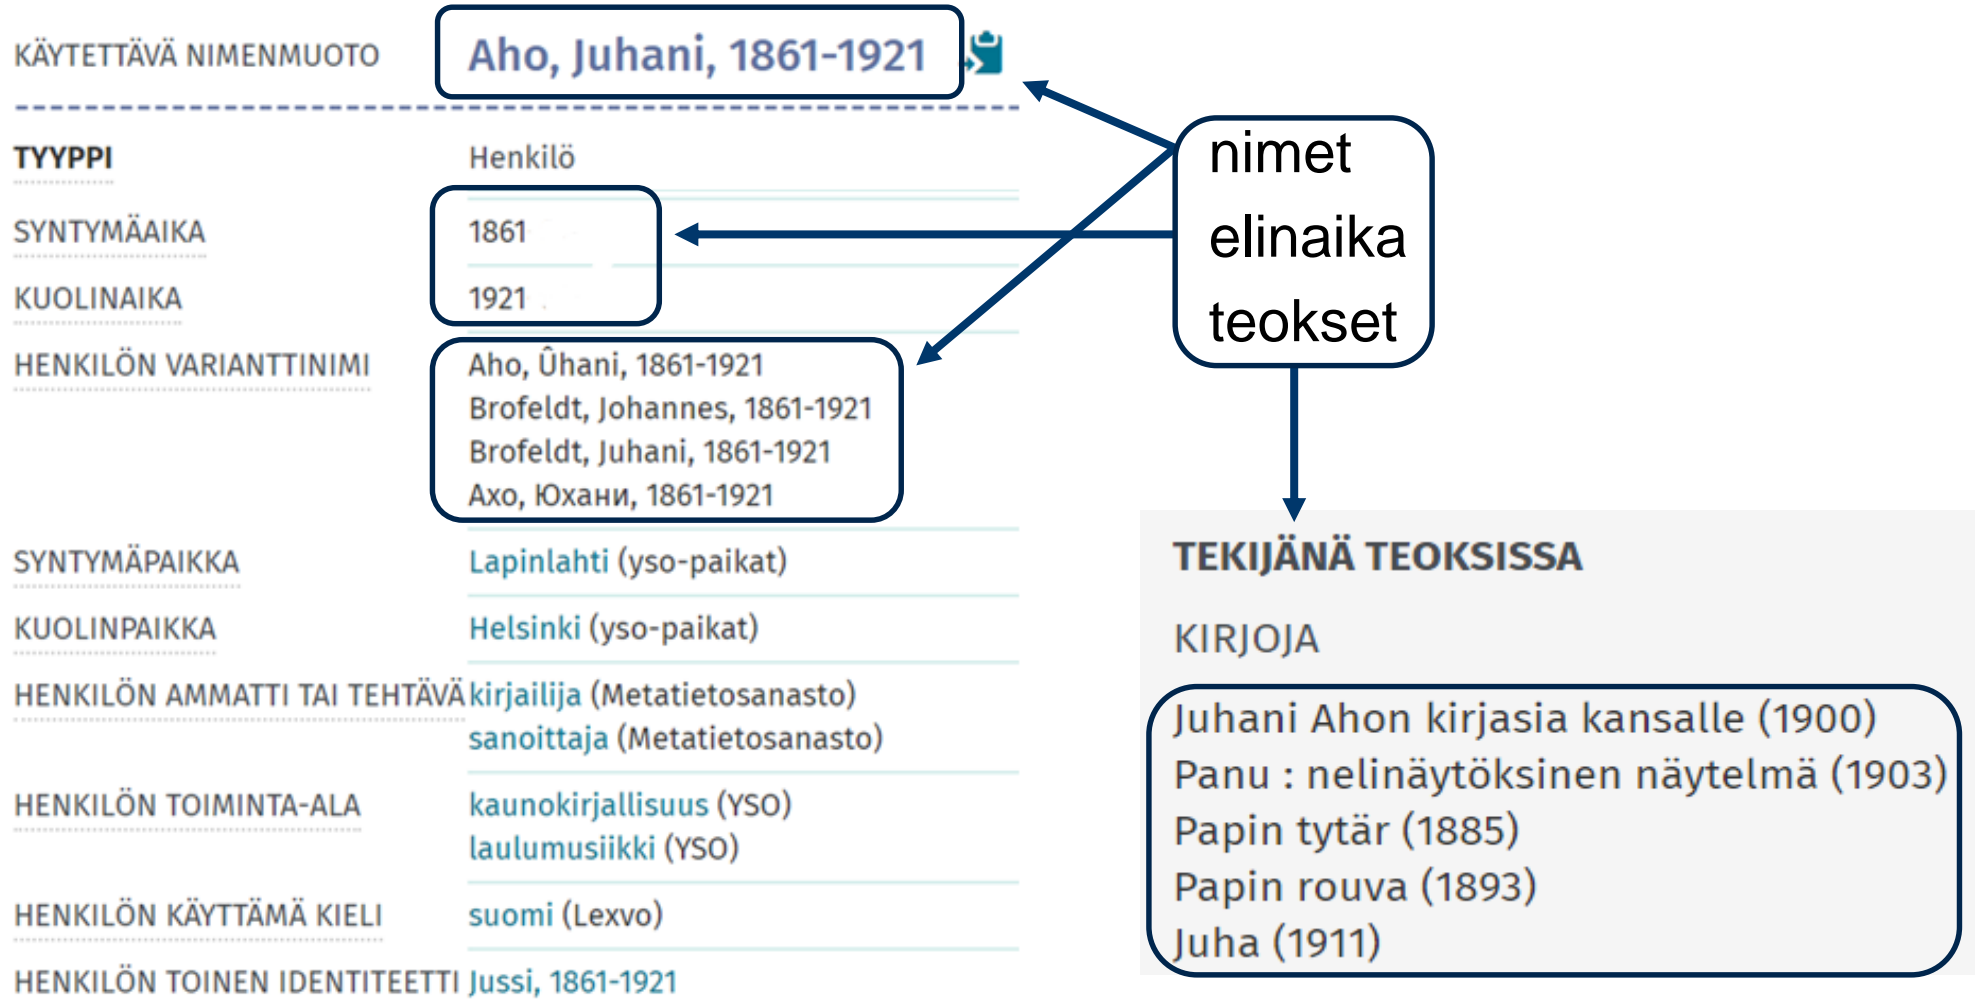 KÄYTETTÄVÄ NIMENMUOTO Aho, Juhani, 1861-1921
TYYPPI Henkilö
SYNTYMÄAIKA 1861
KUOLINAIKA 1921
HENKILÖN VARIANTTINIMI Aho, Ûhani, 1861-1921
Brofeldt, Johannes, 1861-1921
Brofeldt, Juhani, 1861-1921
Ахо, Юхани, 1861-1921
SYNTYMÄPAIKKA Lapinlahti (yso-paikat)
KUOLINPAIKKA Helsinki (yso-paikat)
HENKILÖN AMMATTI TAI TEHTÄVÄ kirjailija (Metatietosanasto)
sanoittaja (Metatietosanasto)
HENKILÖN TOIMINTA-ALA kaunokirjallisuus (YSO)
laulumusiikki (YSO)
HENKILÖN KÄYTTÄMÄ KIELI suomi (Lexvo)
HENKILÖN TOINEN IDENTITEETTI Jussi, 1861-1921
nimet
elinaika
teokset
TEKIJÄNÄ TEOKSISSA
KIRJOJA
Juhani Ahon kirjasia kansalle (1900)
Panu : nelinäytöksinen näytelmä (1903)
Papin tytär (1885)
Papin rouva (1893)
Juha (1911)